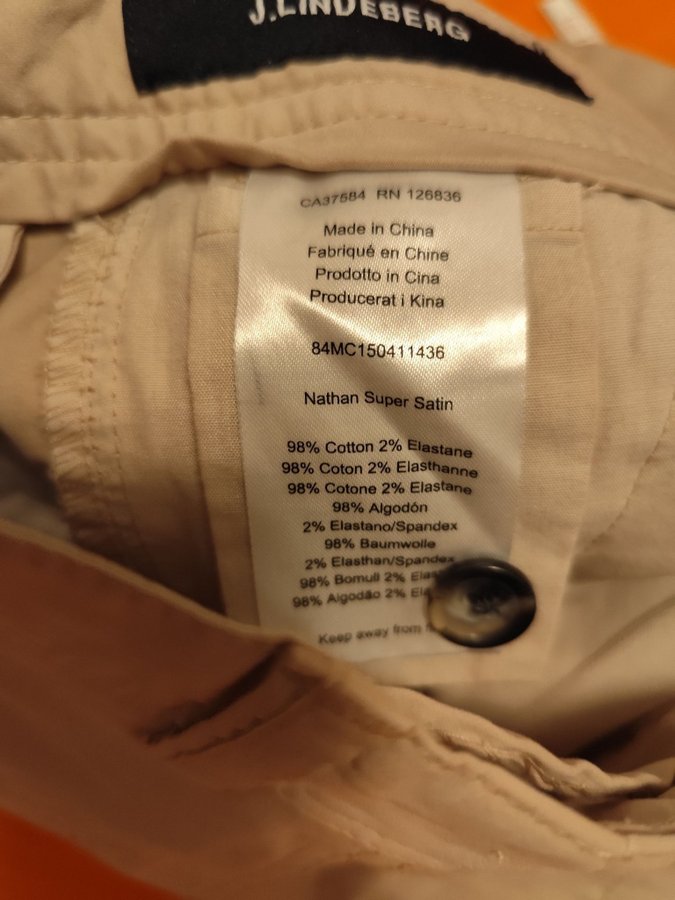 J.LINDEBERG
CA37584 RN 126836
Made in China
Fabriqué en Chine
Prodotto in Cina
Producerat i Kina
84MC150411436
Nathan Super Satin
98% Cotton 2% Elastane
98% Coton 2% Elasthanne
98% Cotone 2% Elastane
98% Algodón
2% Elastano/Spandex
98% Baumwolle
2% Elasthan/Spandex
98% Bomull 2%
98% Algodão 2%
Keep away from